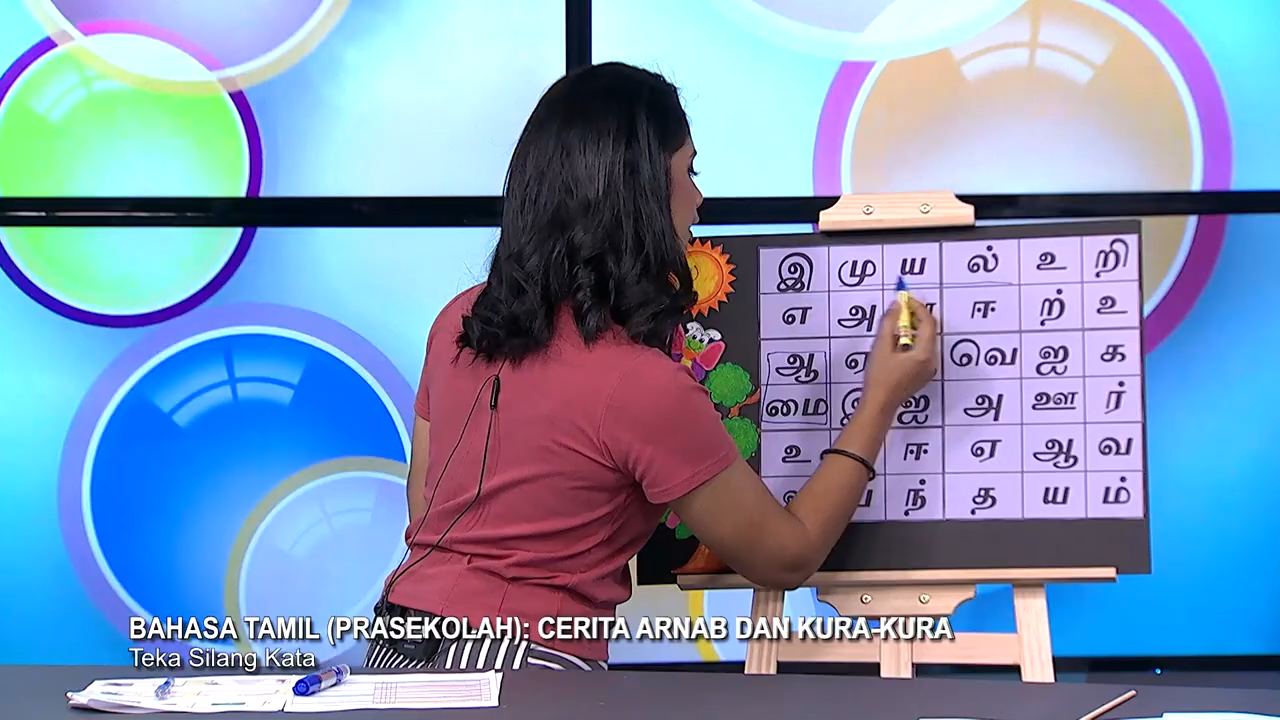 இ மு ய ல் உ றி
எ அ ஈ ற் உ
ஆ ஏ வெ ஐ க
மை இ ஐ அ ஊ ர்
உ ஈ ஏ ஆ வ
ந் த ய ம்
BAHASA TAMIL (PRASEKOLAH): CERITA ARNAB DAN KURA-KURA
Teka Silang Kata